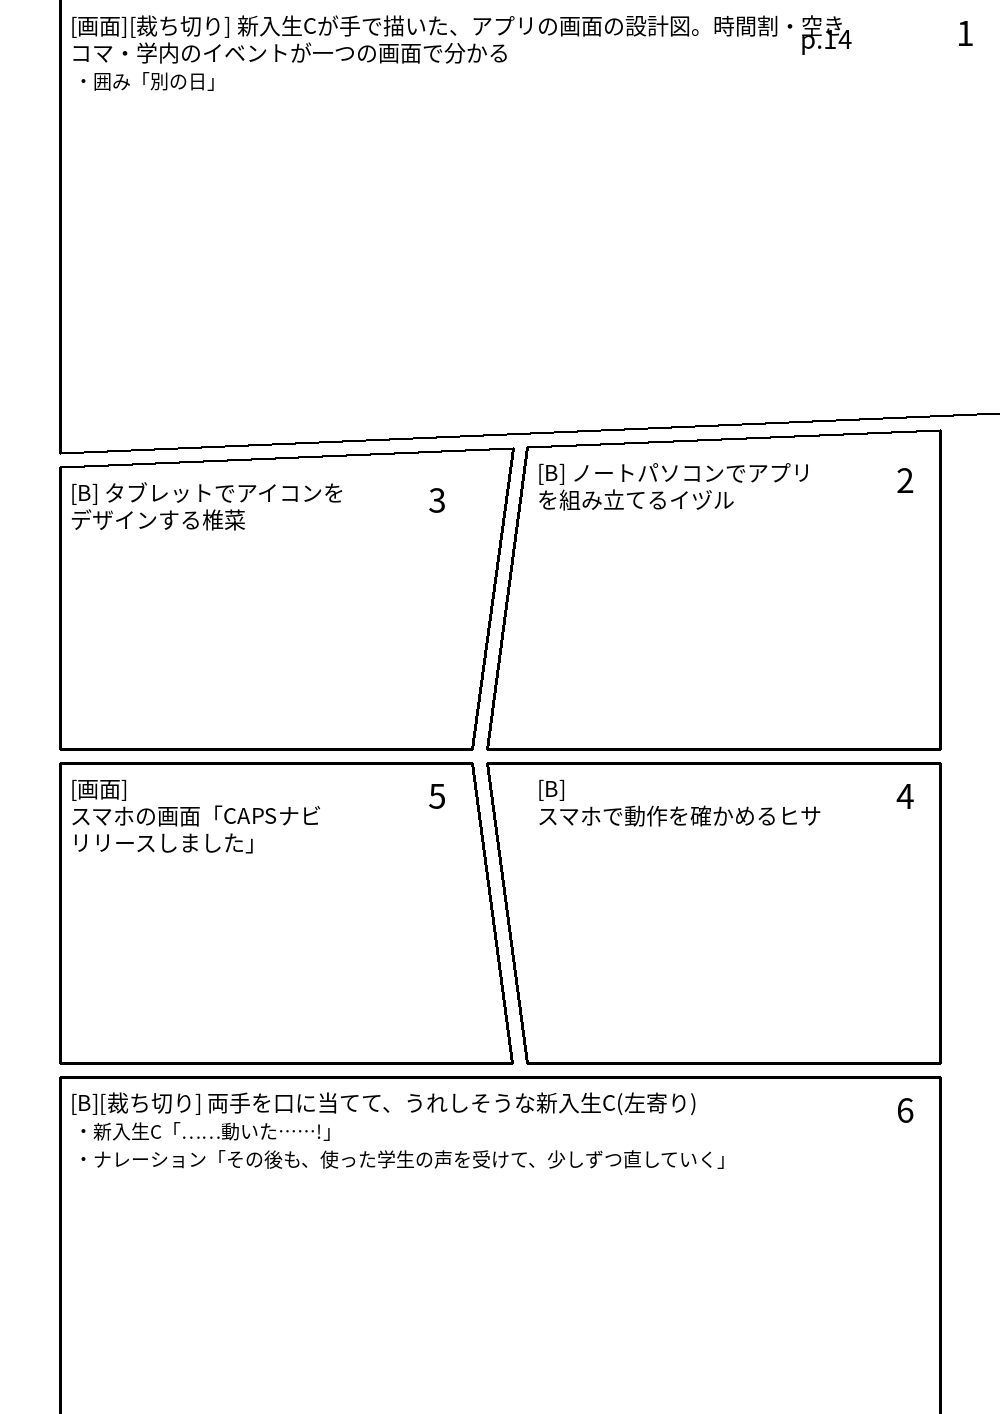 [画面][裁ち切り] 新入生Cが手で描いた、アプリの画面の設計図。時間割・空き
コマ・学内のイベントが一つの画面で分かる
・囲み「別の日」
p.14
1
[B] ノートパソコンでアプリ
を組み立てるイヅル
2
[B] タブレットでアイコンを
デザインする椎菜
3
[B]
スマホで動作を確かめるヒサ
4
[画面]
スマホの画面「CAPSナビ
リリースしました」
5
[B][裁ち切り] 両手を口に当てて、うれしそうな新入生C(左寄り)
・新入生C「……動いた……!」
・ナレーション「その後も、使った学生の声を受けて、少しずつ直していく」
6